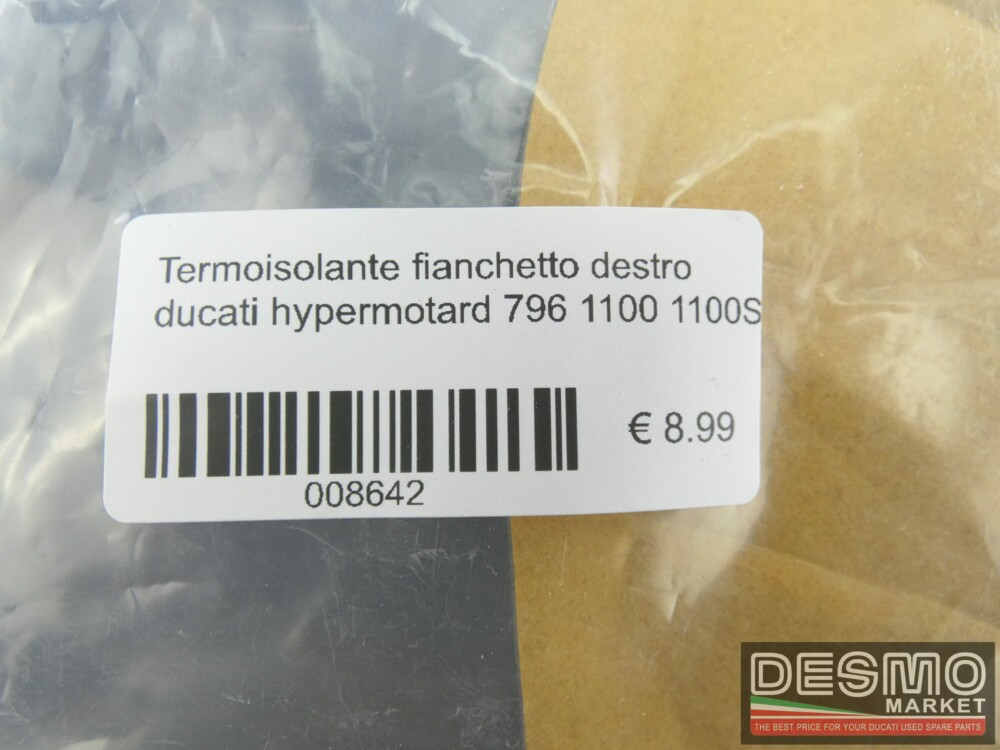 Termoisolante fianchetto destro
ducati hypermotard 796 1100 1100S
€ 8.99
008642
DESMO
MARKET
THE BEST PRICE FOR YOUR DUCATI USED SPARE PARTS